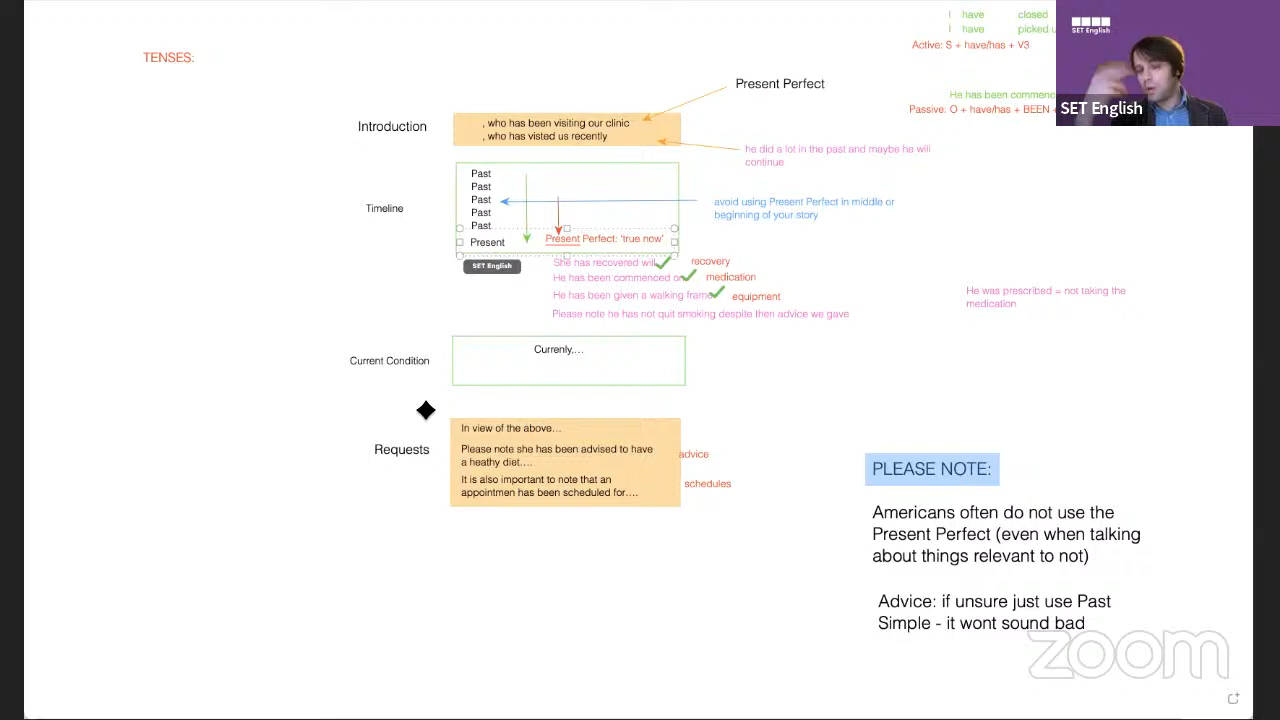 I have closed
I have picked u
Active: S + have/has + V3
SET English
TENSES:
Present Perfect
He has been commenc
Passive: O + have/has + BEEN +
SET English
Introduction
, who has been visiting our clinic
, who has visted us recently
he did a lot in the past and maybe he will
continue
Timeline
Past
Past
Past
Past
Past
Present
avoid using Present Perfect in middle or
beginning of your story
Present Perfect: 'true now'
SET English
She has recovered will
recovery
He has been commenced on
medication
He has been given a walking frame
equipment
Please note he has not quit smoking despite then advice we gave
He was prescribed = not taking the
medication
Current Condition
Currenly....
Requests
In view of the above...
Please note she has been advised to have
a heathy diet....
advice
It is also important to note that an
appointmen has been scheduled for....
schedules
PLEASE NOTE:
Americans often do not use the
Present Perfect (even when talking
about things relevant to not)
Advice: if unsure just use Past
Simple - it wont sound bad
zoom